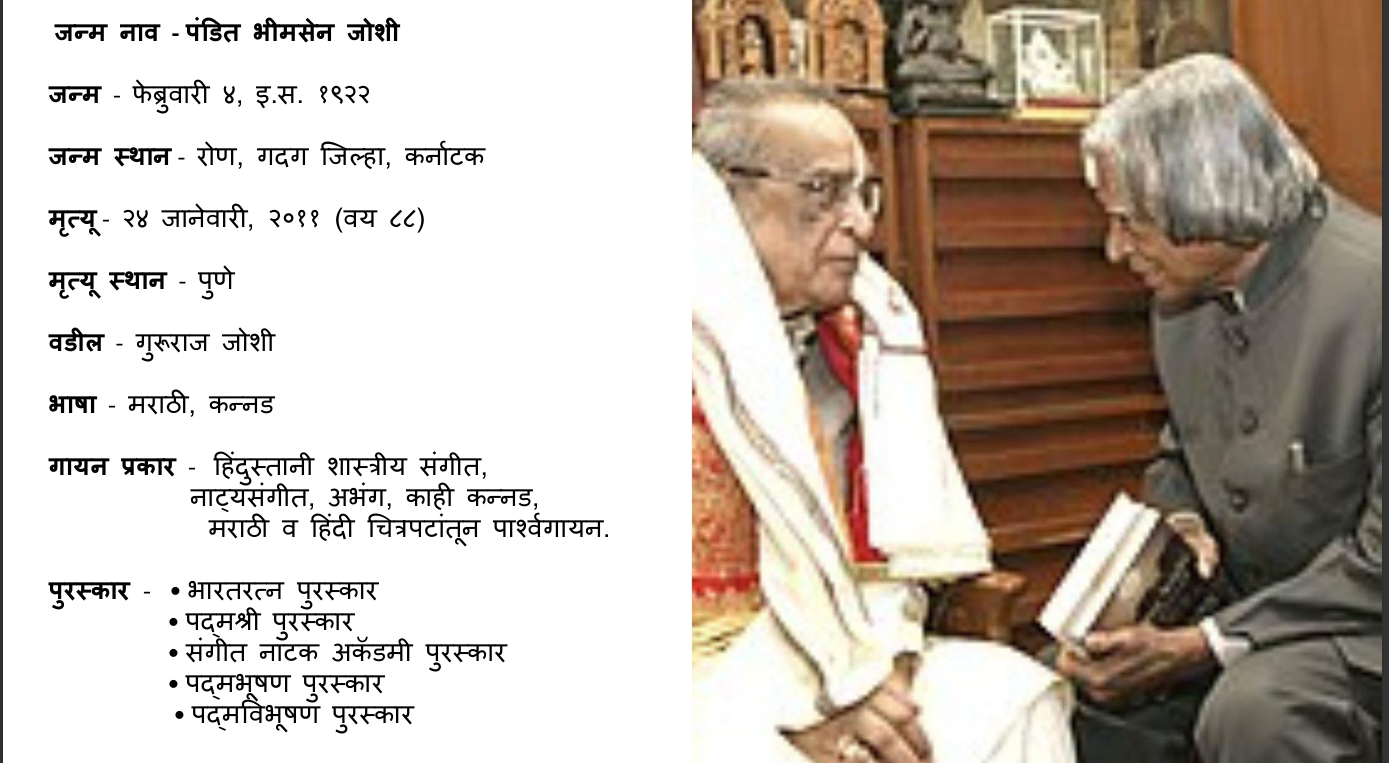 जन्म नाव - पंडित भीमसेन जोशी
जन्म - फेब्रुवारी ४, इ.स. १९२२
जन्म स्थान - रोण, गदग जिल्हा, कर्नाटक
मृत्यू - २४ जानेवारी, २०११ (वय ८८)
मृत्यू स्थान - पुणे
वडील - गुरूराज जोशी
भाषा - मराठी, कन्नड
गायन प्रकार - हिंदुस्तानी शास्त्रीय संगीत,
नाट्यसंगीत, अभंग, काही कन्नड,
मराठी व हिंदी चित्रपटांतून पार्श्वगायन.
पुरस्कार - • भारतरत्न पुरस्कार
• पद्मश्री पुरस्कार
• संगीत नाटक अकॅडमी पुरस्कार
• पद्मभूषण पुरस्कार
• पद्मविभूषण पुरस्कार